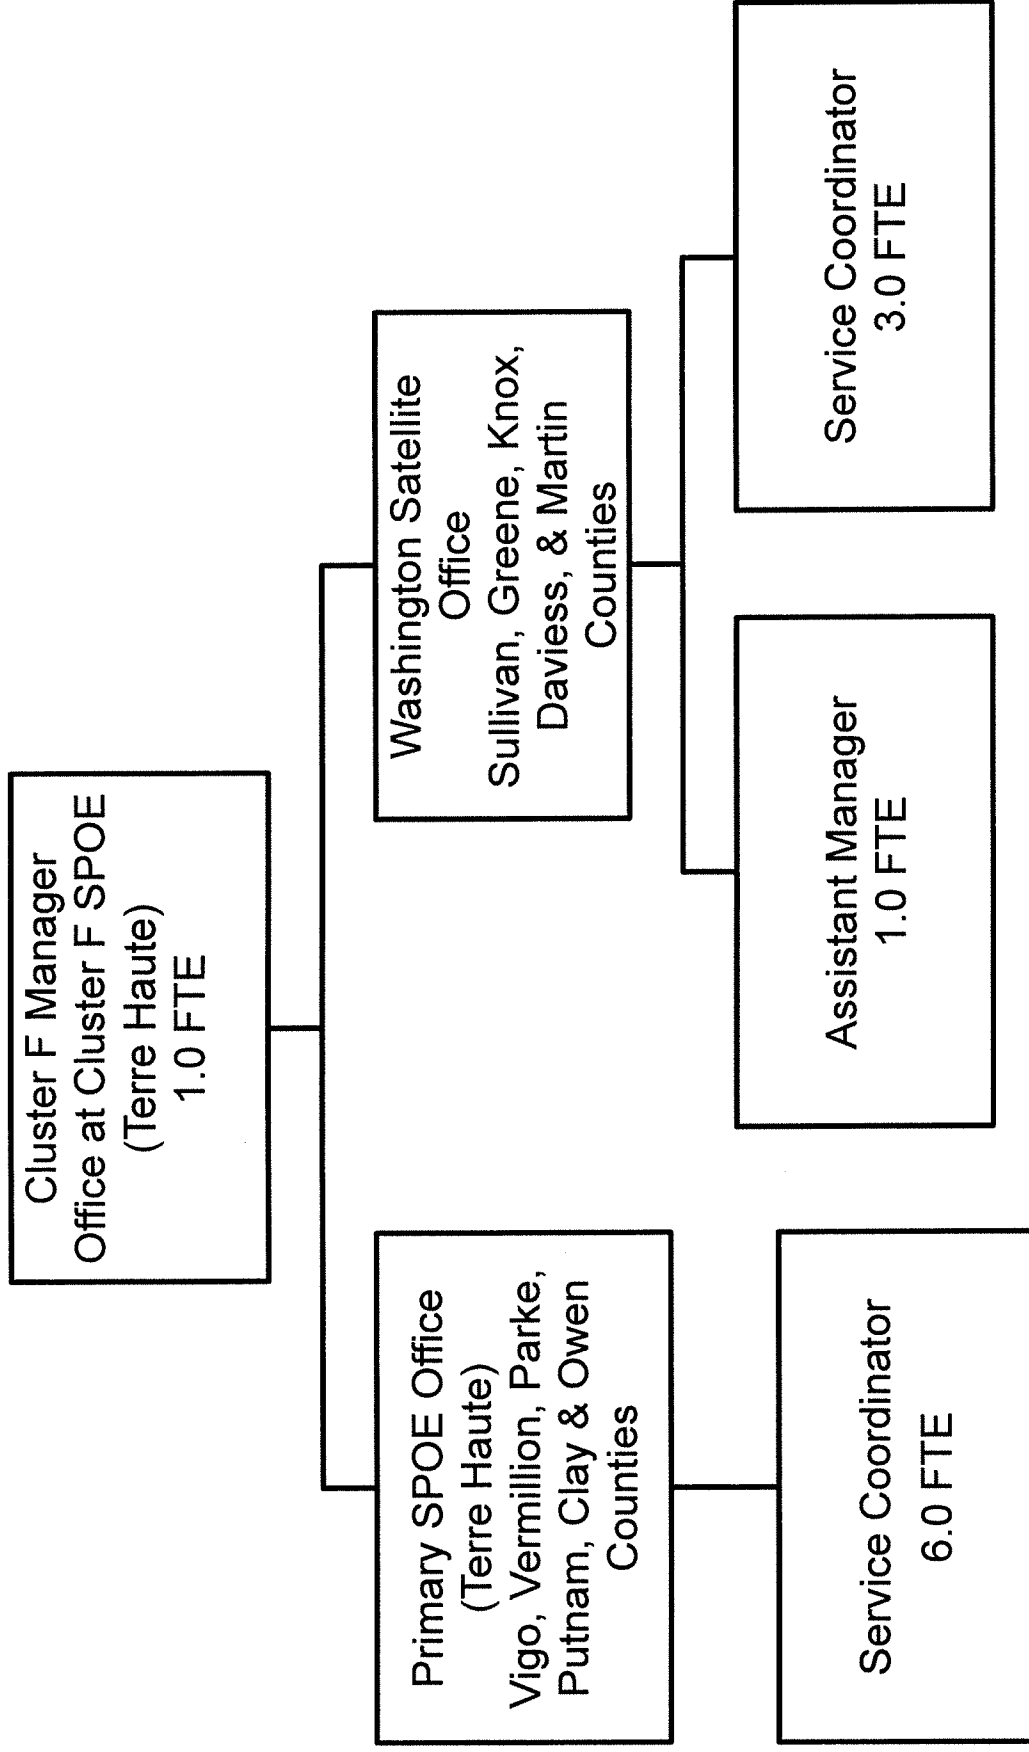 Cluster F Manager
Office at Cluster F SPOE
(Terre Haute)
1.0 FTE
Primary SPOE Office
(Terre Haute)
Vigo, Vermillion, Parke,
Putnam, Clay & Owen
Counties
Washington Satellite
Office
Sullivan, Greene, Knox,
Daviess, & Martin
Counties
Service Coordinator
6.0 FTE
Assistant Manager
1.0 FTE
Service Coordinator
3.0 FTE